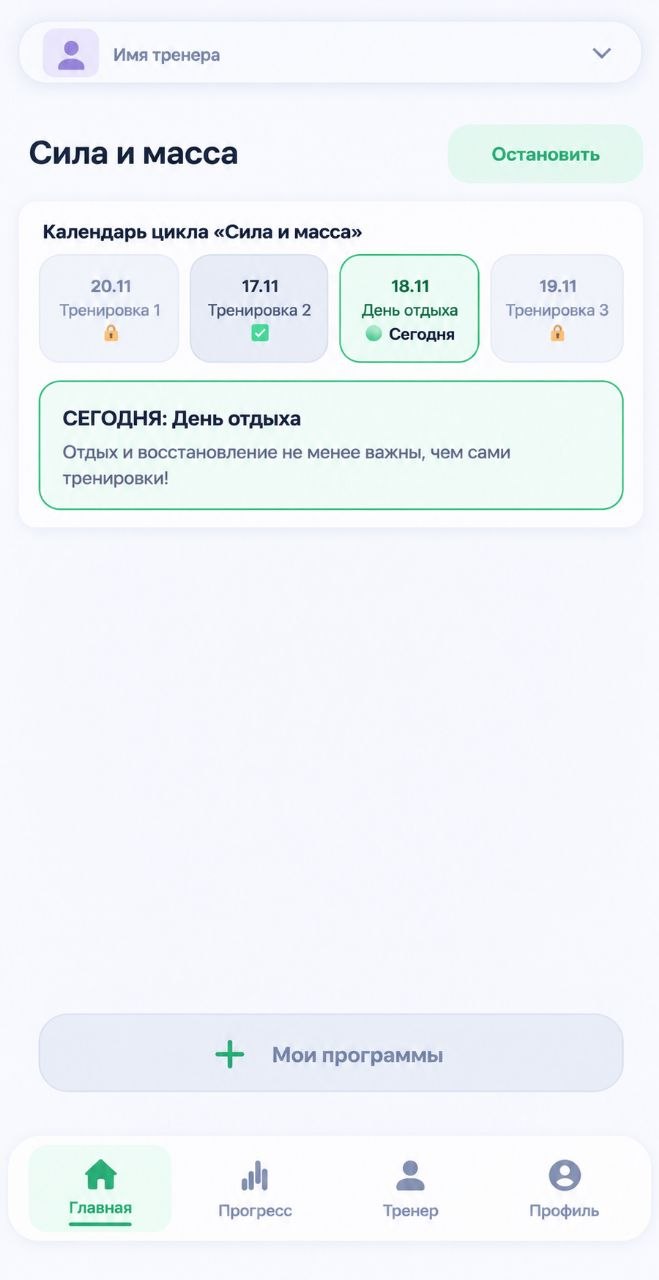 Имя тренера
Сила и масса
Остановить
Календарь цикла «Сила и масса»
20.11
Тренировка 1
17.11
Тренировка 2
18.11
День отдыха
Сегодня
19.11
Тренировка 3
СЕГОДНЯ: День отдыха
Отдых и восстановление не менее важны, чем сами
тренировки!
Мои программы
Главная
Прогресс
Тренер
Профиль